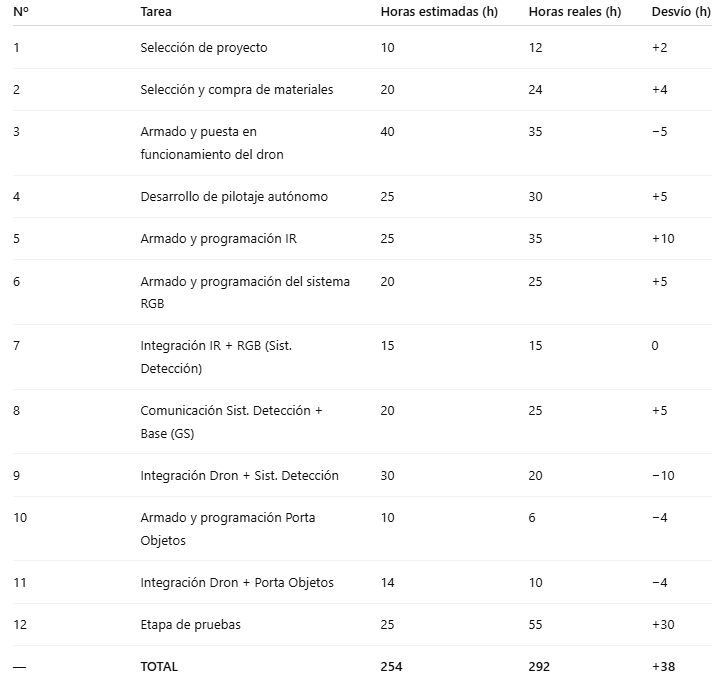 Nº Tarea Horas estimadas (h) Horas reales (h) Desvío (h)
1 Selección de proyecto 10 12 +2
2 Selección y compra de materiales 20 24 +4
3 Armado y puesta en 40 35 −5
funcionamiento del dron
4 Desarrollo de pilotaje autónomo 25 30 +5
5 Armado y programación IR 25 35 +10
6 Armado y programación del sistema 20 25 +5
RGB
7 Integración IR + RGB (Sist. 15 15 0
Detección)
8 Comunicación Sist. Detección + 20 25 +5
Base (GS)
9 Integración Dron + Sist. Detección 30 20 −10
10 Armado y programación Porta 10 6 −4
Objetos
11 Integración Dron + Porta Objetos 14 10 −4
12 Etapa de pruebas 25 55 +30
— TOTAL 254 292 +38